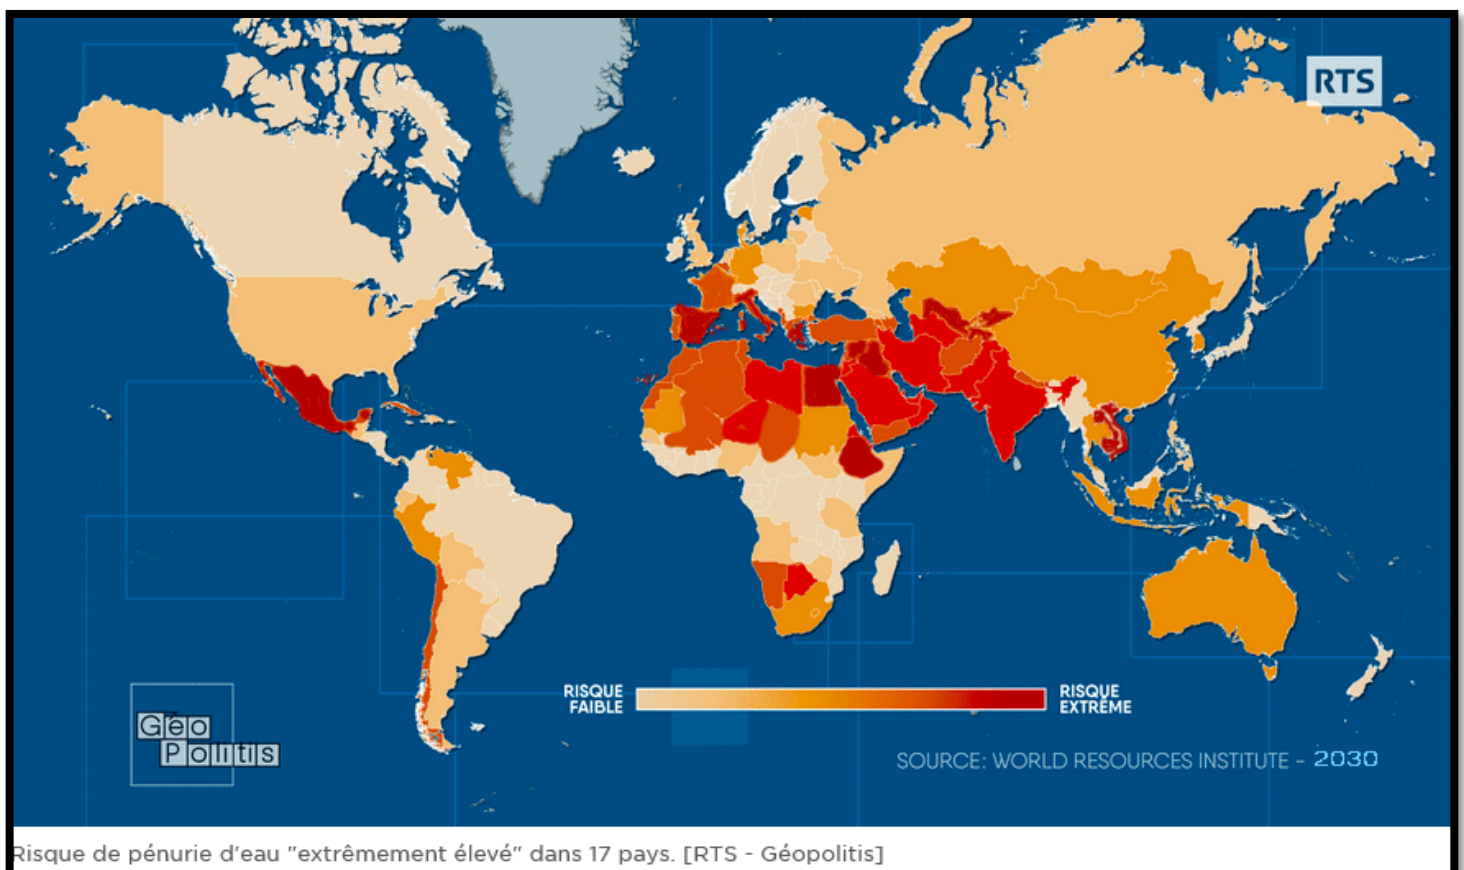 RTS
RISQUE
FAIBLE
RISQUE
EXTRÊME
Géo
Politis
SOURCE: WORLD RESOURCES INSTITUTE - 2030
Risque de pénurie d'eau "extrêmement élevé" dans 17 pays. [RTS - Géopolitis]